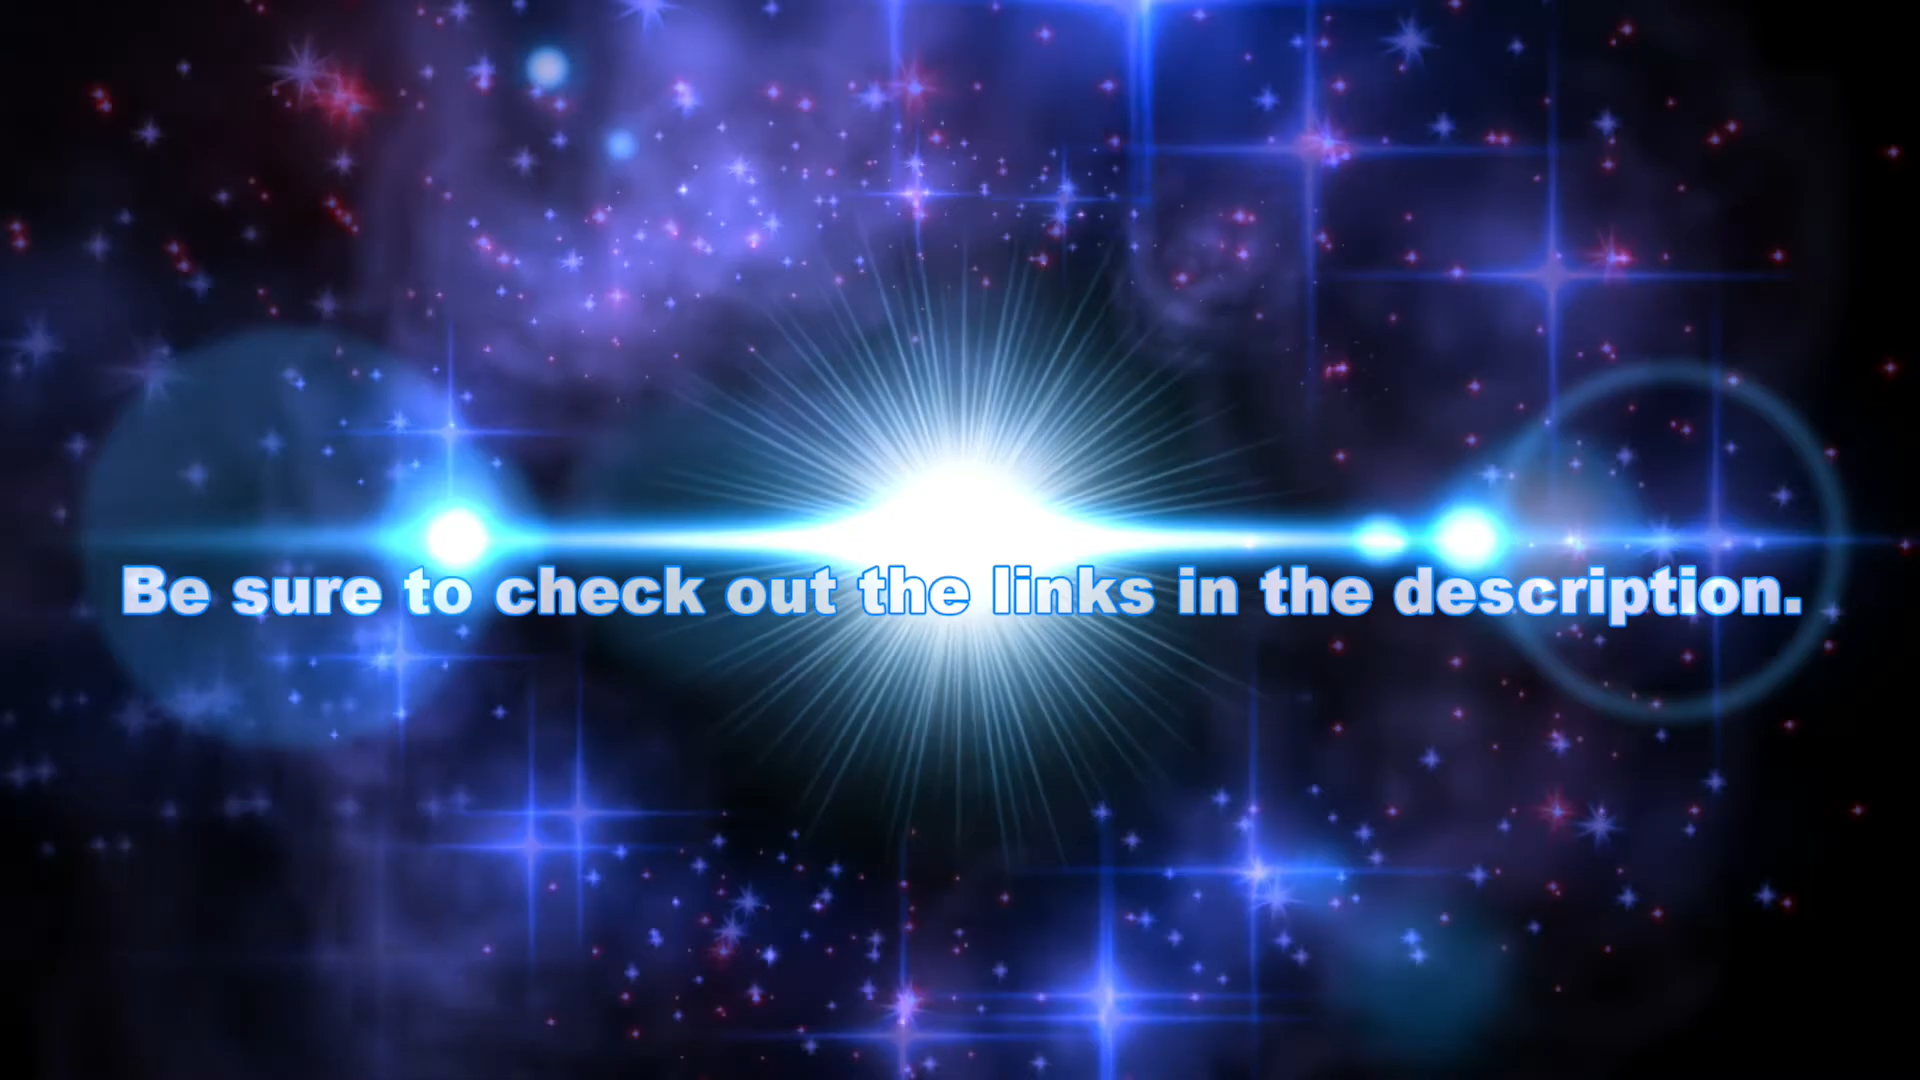 Be sure to check out the links in the description.